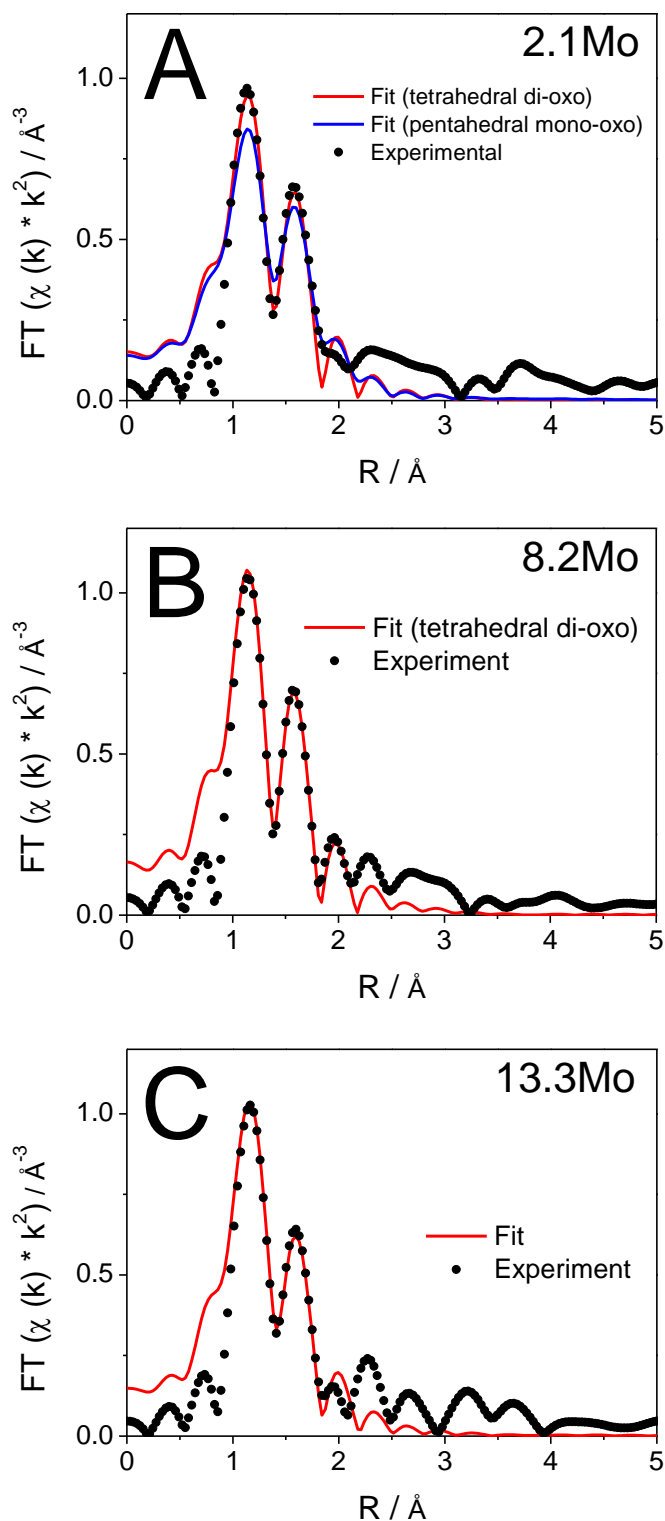 A
2.1Mo
Fit (tetrahedral di-oxo)
Fit (pentahedral mono-oxo)
Experimental
FT (χ (k) * k²) / Å⁻³
1.0
0.5
0.0
0 1 2 3 4 5
R / Å
B
8.2Mo
Fit (tetrahedral di-oxo)
Experiment
FT (χ (k) * k²) / Å⁻³
1.0
0.5
0.0
0 1 2 3 4 5
R / Å
C
13.3Mo
Fit
Experiment
FT (χ (k) * k²) / Å⁻³
1.0
0.5
0.0
0 1 2 3 4 5
R / Å